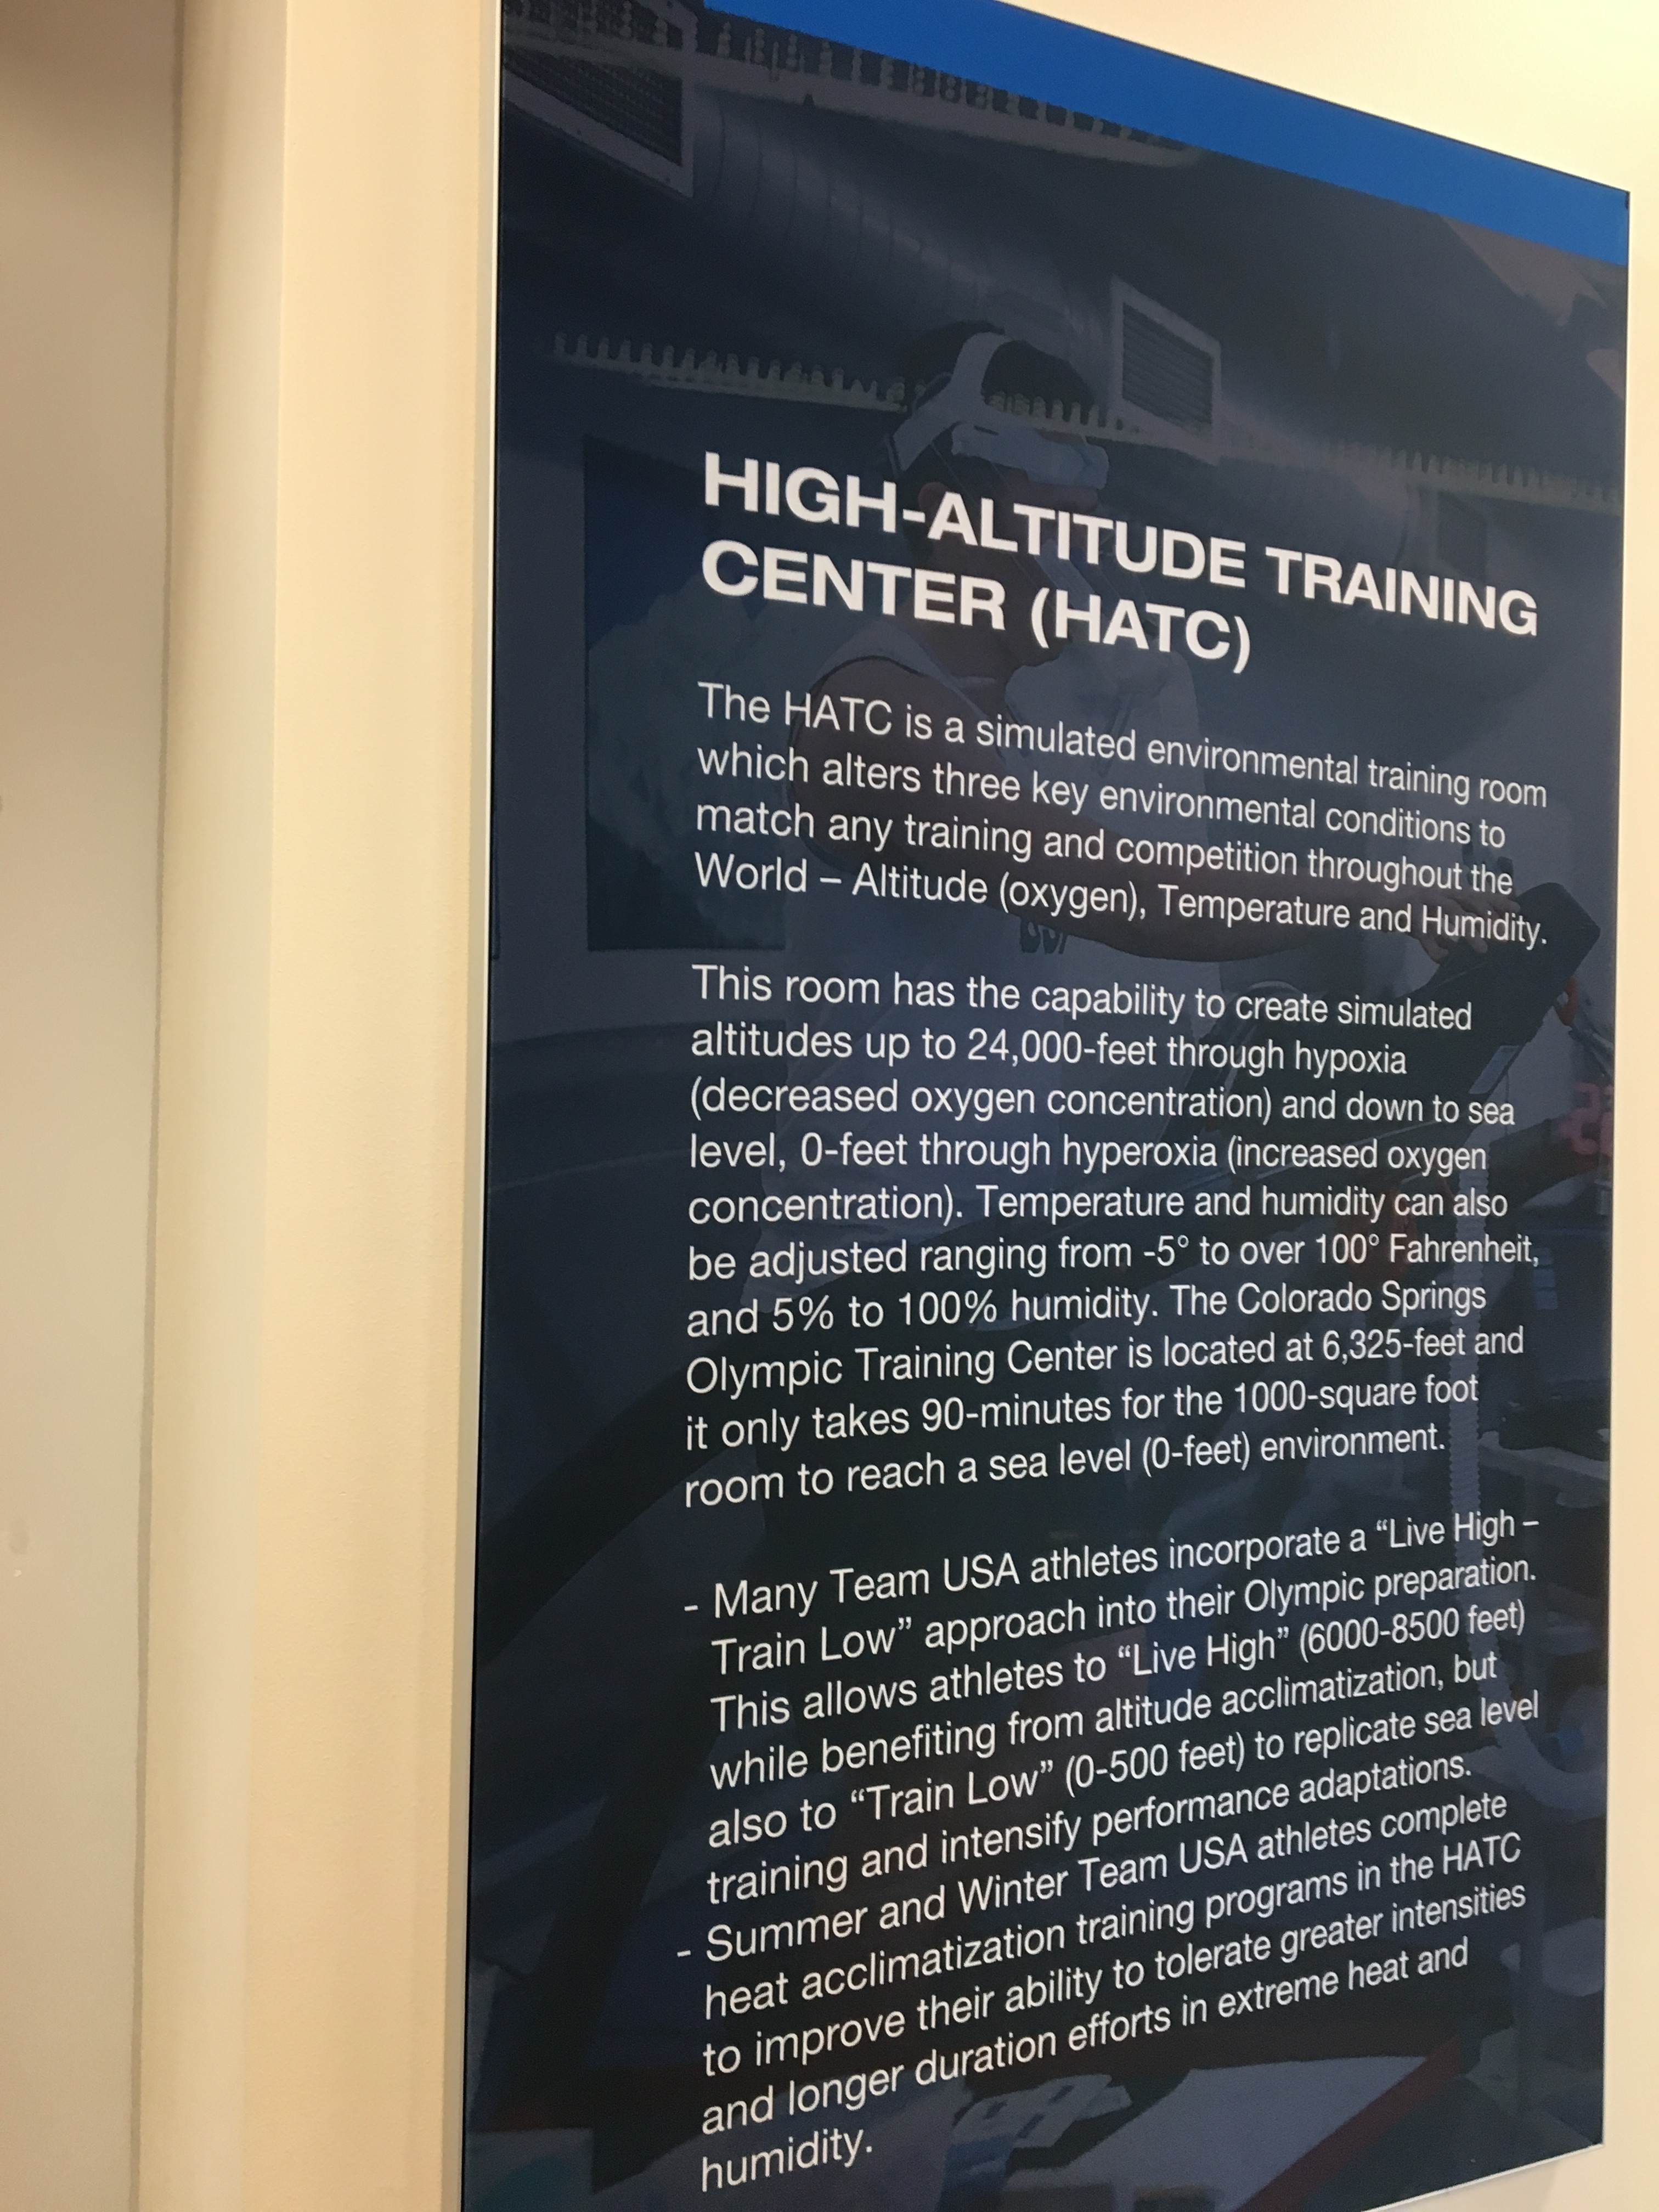 HIGH-ALTITUDE TRAINING
CENTER (HATC)
The HATC is a simulated environmental training room
which alters three key environmental conditions to
match any training and competition throughout the
World – Altitude (oxygen), Temperature and Humidity.
This room has the capability to create simulated
altitudes up to 24,000-feet through hypoxia
(decreased oxygen concentration) and down to sea
level, 0-feet through hyperoxia (increased oxygen
concentration). Temperature and humidity can also
be adjusted ranging from -5° to over 100° Fahrenheit,
and 5% to 100% humidity. The Colorado Springs
Olympic Training Center is located at 6,325-feet and
it only takes 90-minutes for the 1000-square foot
room to reach a sea level (0-feet) environment.
- Many Team USA athletes incorporate a “Live High –
Train Low” approach into their Olympic preparation.
This allows athletes to “Live High” (6000-8500 feet)
while benefiting from altitude acclimatization, but
also to “Train Low” (0-500 feet) to replicate sea level
training and intensify performance adaptations.
- Summer and Winter Team USA athletes complete
heat acclimatization training programs in the HATC
to improve their ability to tolerate greater intensities
and longer duration efforts in extreme heat and
humidity.